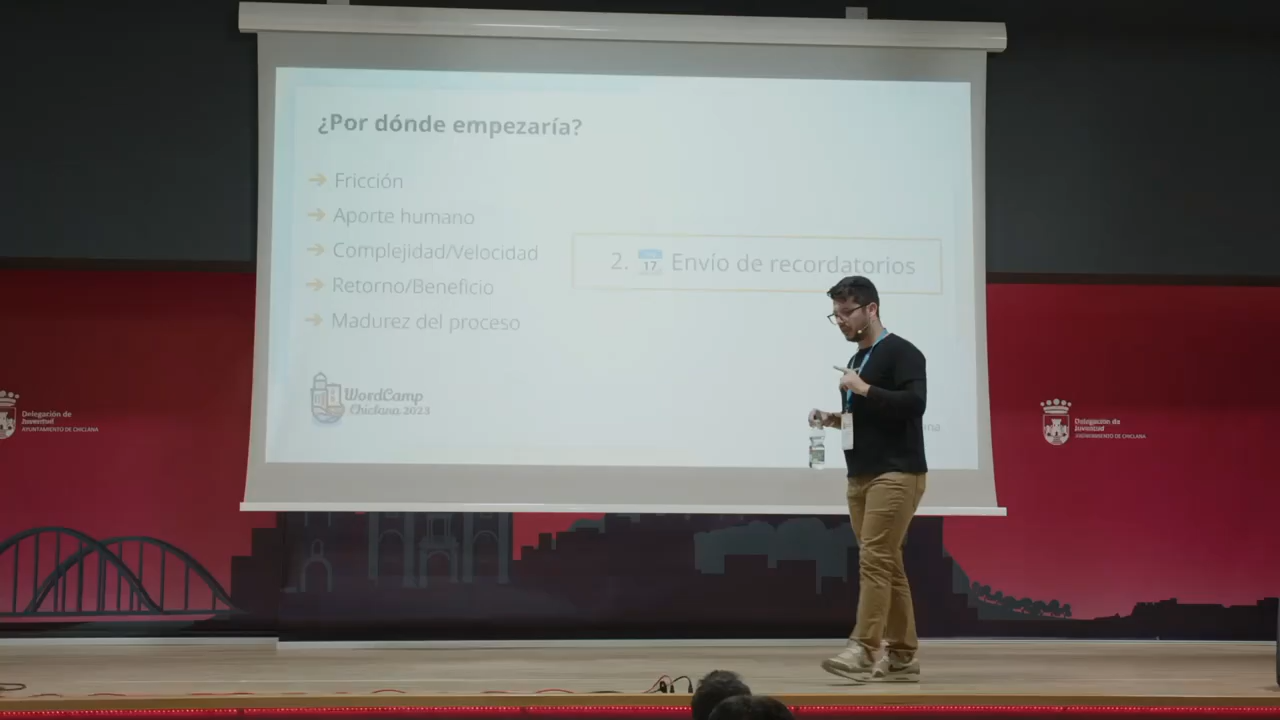 ¿Por dónde empezaría?
→ Fricción
→ Aporte humano
→ Complejidad/Velocidad
→ Retorno/Beneficio
→ Madurez del proceso
2. 17 Envío de recordatorios
WordCamp
Chiclana 2023
Delegación de
Juventud
AYUNTAMIENTO DE CHICLANA
Delegación de
Juventud
AYUNTAMIENTO DE CHICLANA